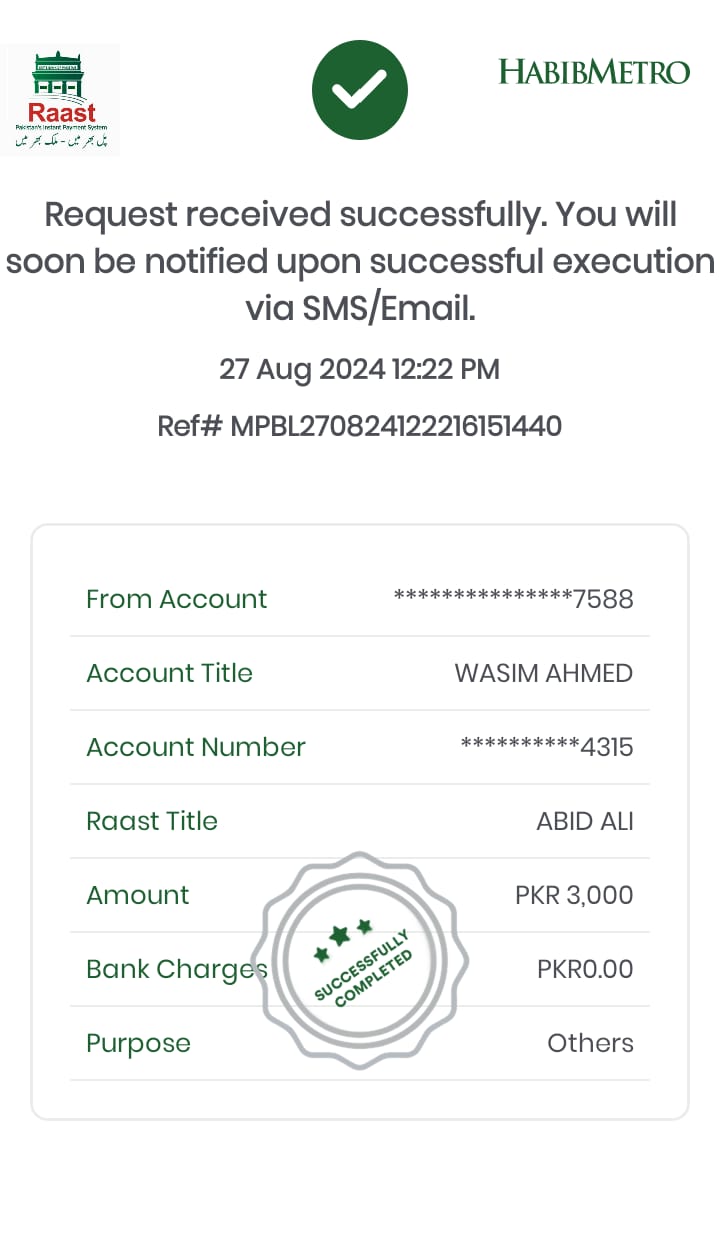 Raast
Pakistan's Instant Payment System
پل بھر میں - ملک بھر میں
HABIBMETRO
Request received successfully. You will
soon be notified upon successful execution
via SMS/Email.
27 Aug 2024 12:22 PM
Ref# MPBL270824122216151440
From Account ***************7588
Account Title WASIM AHMED
Account Number **********4315
Raast Title ABID ALI
Amount PKR 3,000
Bank Charges PKR0.00
Purpose Others
SUCCESSFULLY
COMPLETED